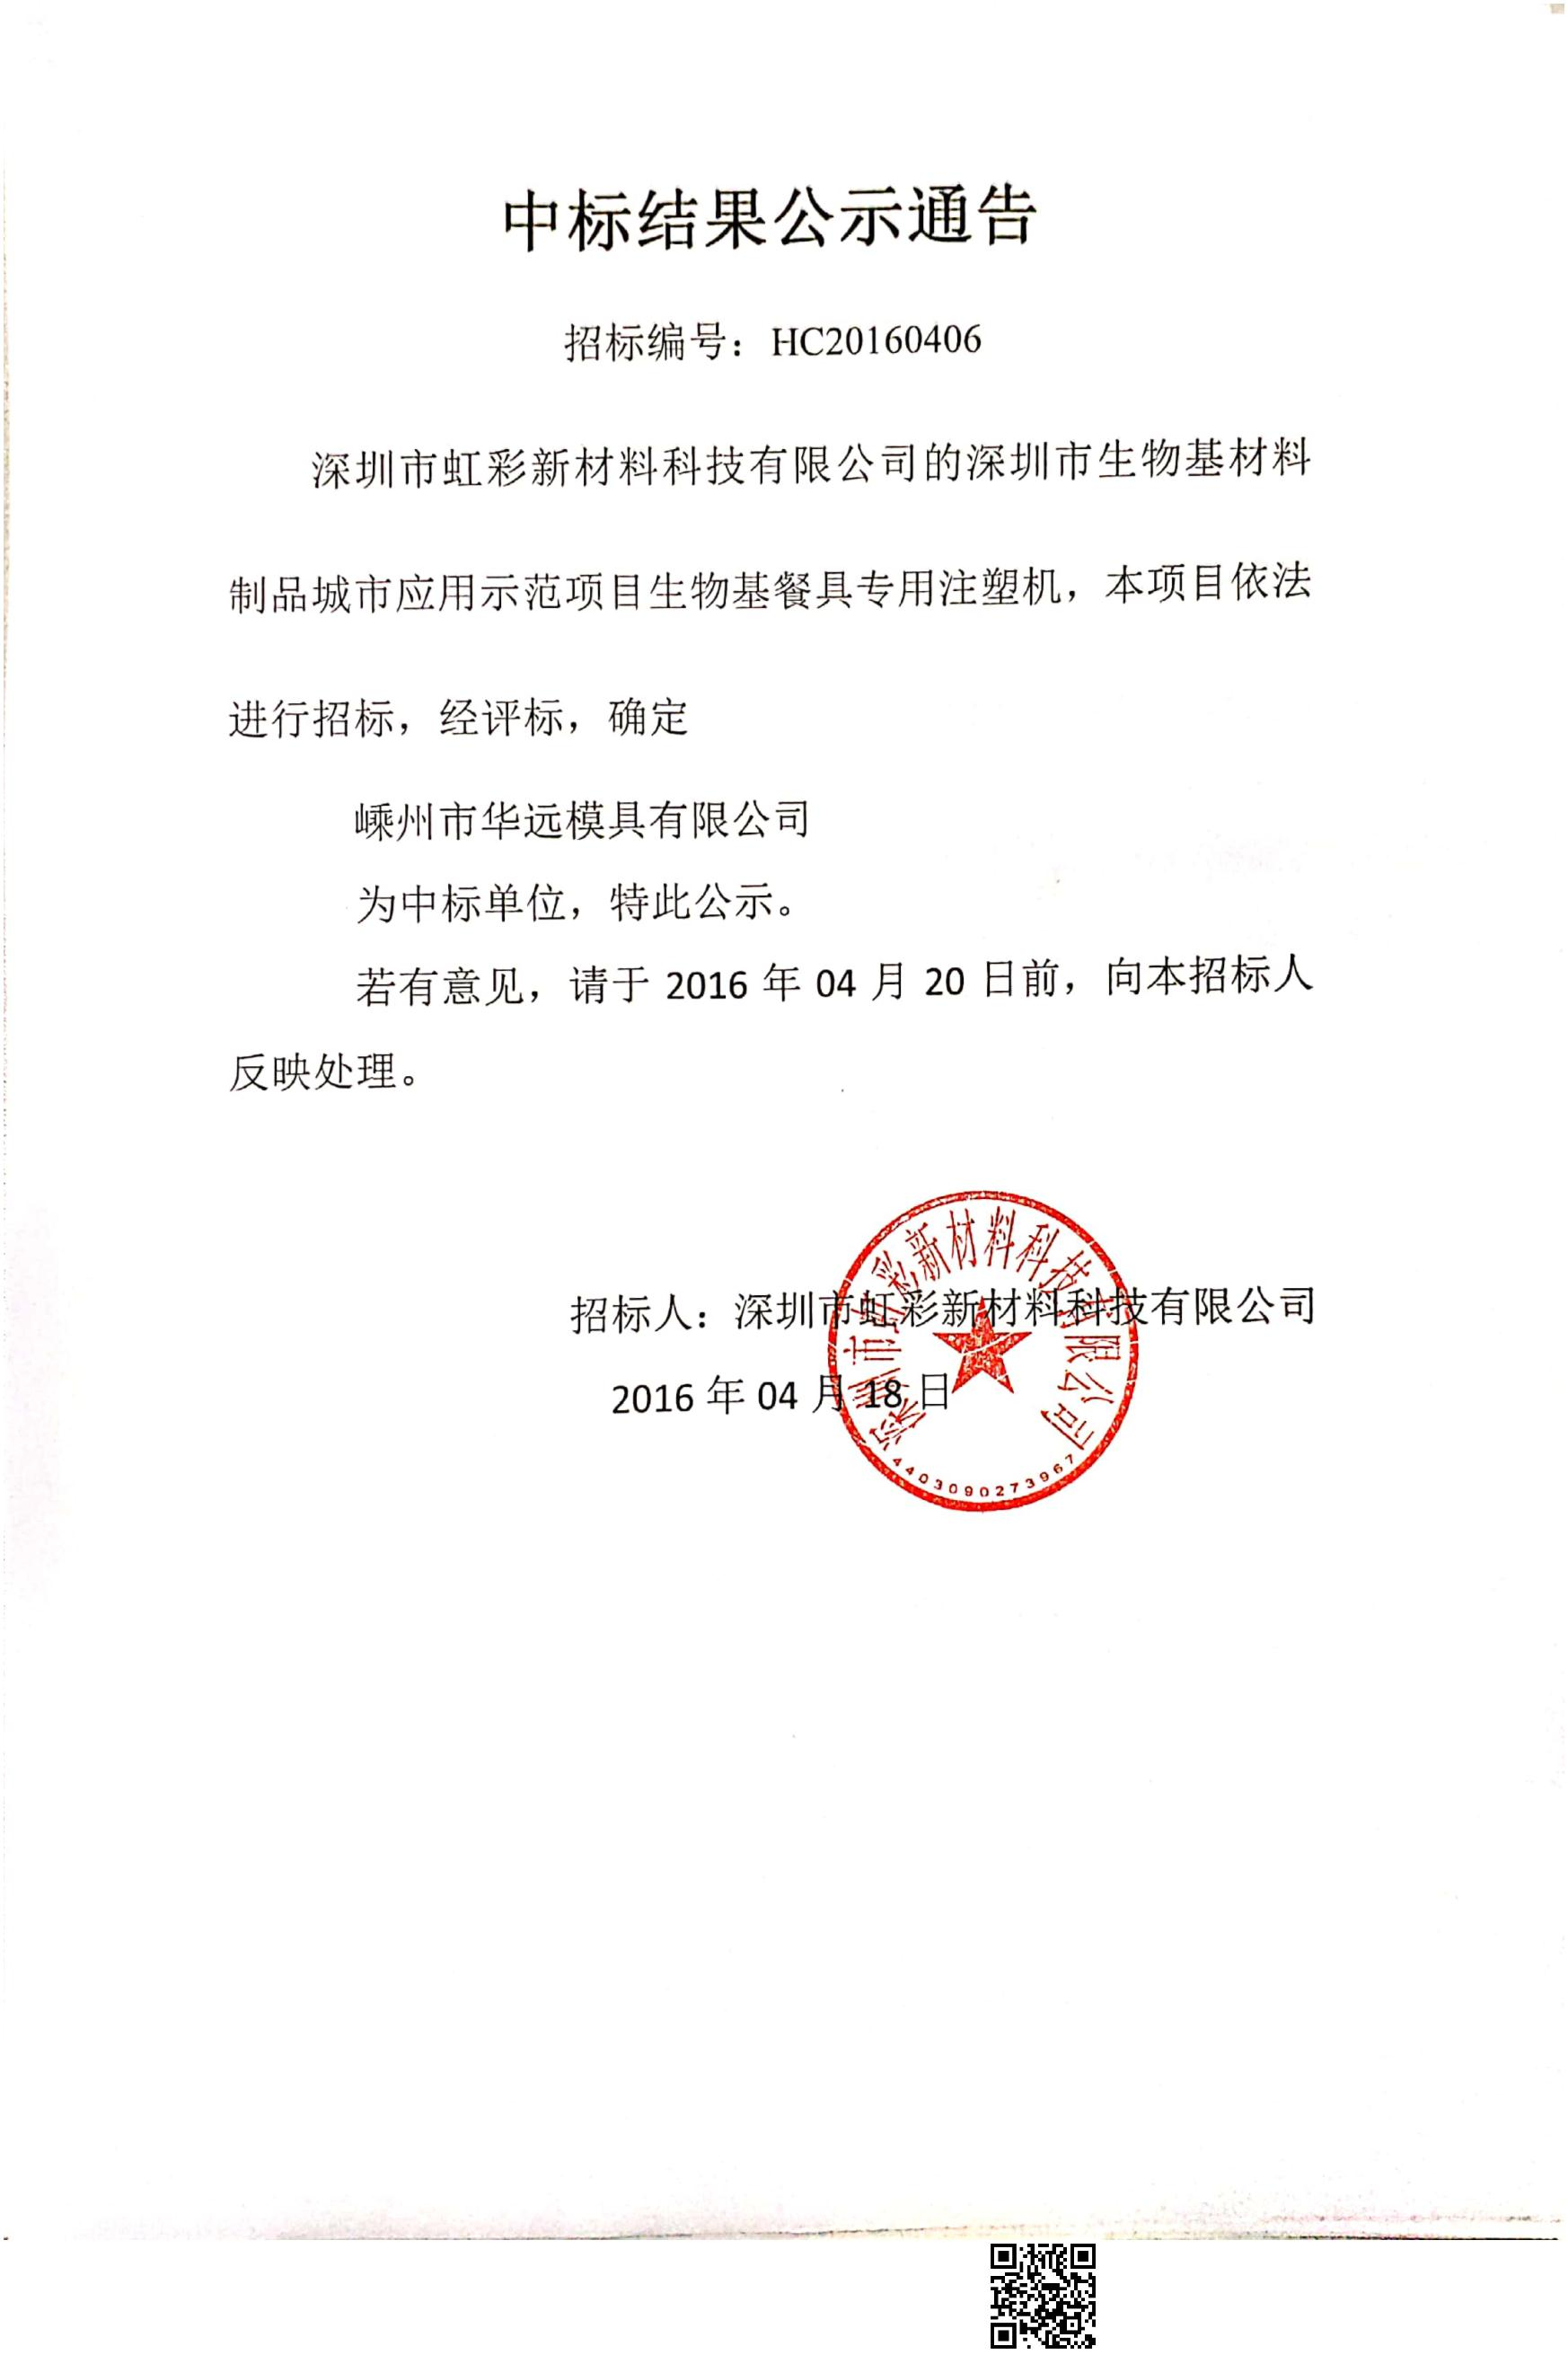 中标结果公示通告
招标编号：HC20160406
深圳市虹彩新材料科技有限公司的深圳市生物基材料
制品城市应用示范项目生物基餐具专用注塑机，本项目依法
进行招标，经评标，确定
嵊州市华远模具有限公司
为中标单位，特此公示。
若有意见，请于 2016 年 04 月 20 日前，向本招标人
反映处理。
招标人：深圳市虹彩新材料科技有限公司
2016 年 04 月 18 日
深圳市虹彩新材料科技有限公司
4403090273967